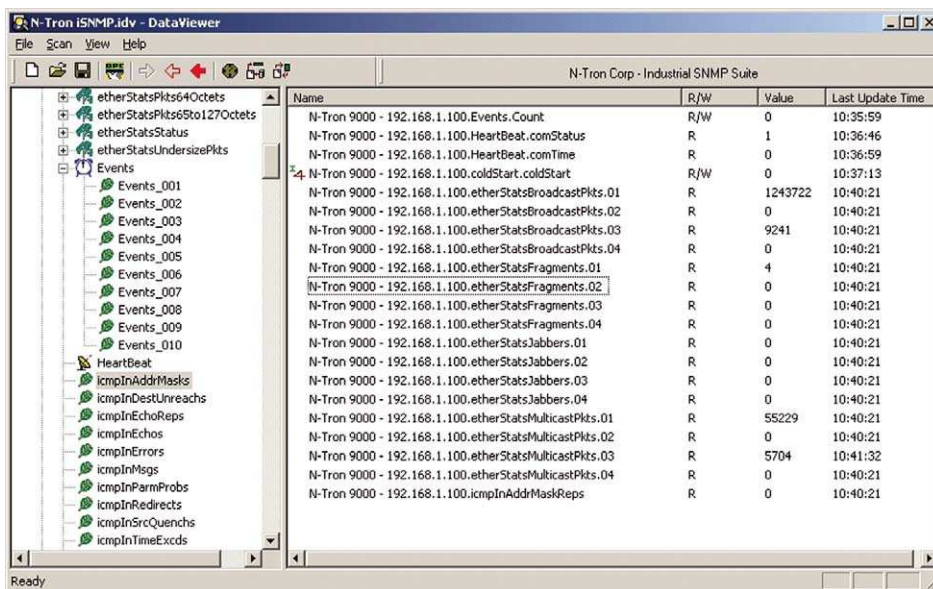 N-Tron iSNMP.idv - DataViewer
File Scan View Help
N-Tron Corp - Industrial SNMP Suite
etherStatsPkts64Octets
etherStatsPkts65to127Octets
etherStatsStatus
etherStatsUndersizePkts
Events
Events_001
Events_002
Events_003
Events_004
Events_005
Events_006
Events_007
Events_008
Events_009
Events_010
HeartBeat
icmpInAddrMasks
icmpInDestUnreachs
icmpInEchoReps
icmpInEchos
icmpInErrors
icmpInMsgs
icmpInParmProbs
icmpInRedirects
icmpInSrcQuenchs
icmpInTimeExcds
Name R/W Value Last Update Time
N-Tron 9000 - 192.168.1.100.Events.Count R/W 0 10:35:59
N-Tron 9000 - 192.168.1.100.HeartBeat.comStatus R 1 10:36:46
N-Tron 9000 - 192.168.1.100.HeartBeat.comTime R 0 10:36:59
N-Tron 9000 - 192.168.1.100.coldStart.coldStart R/W 0 10:37:13
N-Tron 9000 - 192.168.1.100.etherStatsBroadcastPkts.01 R 1243722 10:40:21
N-Tron 9000 - 192.168.1.100.etherStatsBroadcastPkts.02 R 0 10:40:21
N-Tron 9000 - 192.168.1.100.etherStatsBroadcastPkts.03 R 9241 10:40:21
N-Tron 9000 - 192.168.1.100.etherStatsBroadcastPkts.04 R 0 10:40:21
N-Tron 9000 - 192.168.1.100.etherStatsFragments.01 R 4 10:40:21
N-Tron 9000 - 192.168.1.100.etherStatsFragments.02 R 0 10:40:21
N-Tron 9000 - 192.168.1.100.etherStatsFragments.03 R 0 10:40:21
N-Tron 9000 - 192.168.1.100.etherStatsFragments.04 R 0 10:40:21
N-Tron 9000 - 192.168.1.100.etherStatsJabbers.01 R 0 10:40:21
N-Tron 9000 - 192.168.1.100.etherStatsJabbers.02 R 0 10:40:21
N-Tron 9000 - 192.168.1.100.etherStatsJabbers.03 R 0 10:40:21
N-Tron 9000 - 192.168.1.100.etherStatsJabbers.04 R 0 10:40:21
N-Tron 9000 - 192.168.1.100.etherStatsMulticastPkts.01 R 55229 10:40:21
N-Tron 9000 - 192.168.1.100.etherStatsMulticastPkts.02 R 0 10:40:21
N-Tron 9000 - 192.168.1.100.etherStatsMulticastPkts.03 R 5704 10:41:32
N-Tron 9000 - 192.168.1.100.etherStatsMulticastPkts.04 R 0 10:40:21
N-Tron 9000 - 192.168.1.100.icmpInAddrMaskReps R 0 10:40:21
Ready